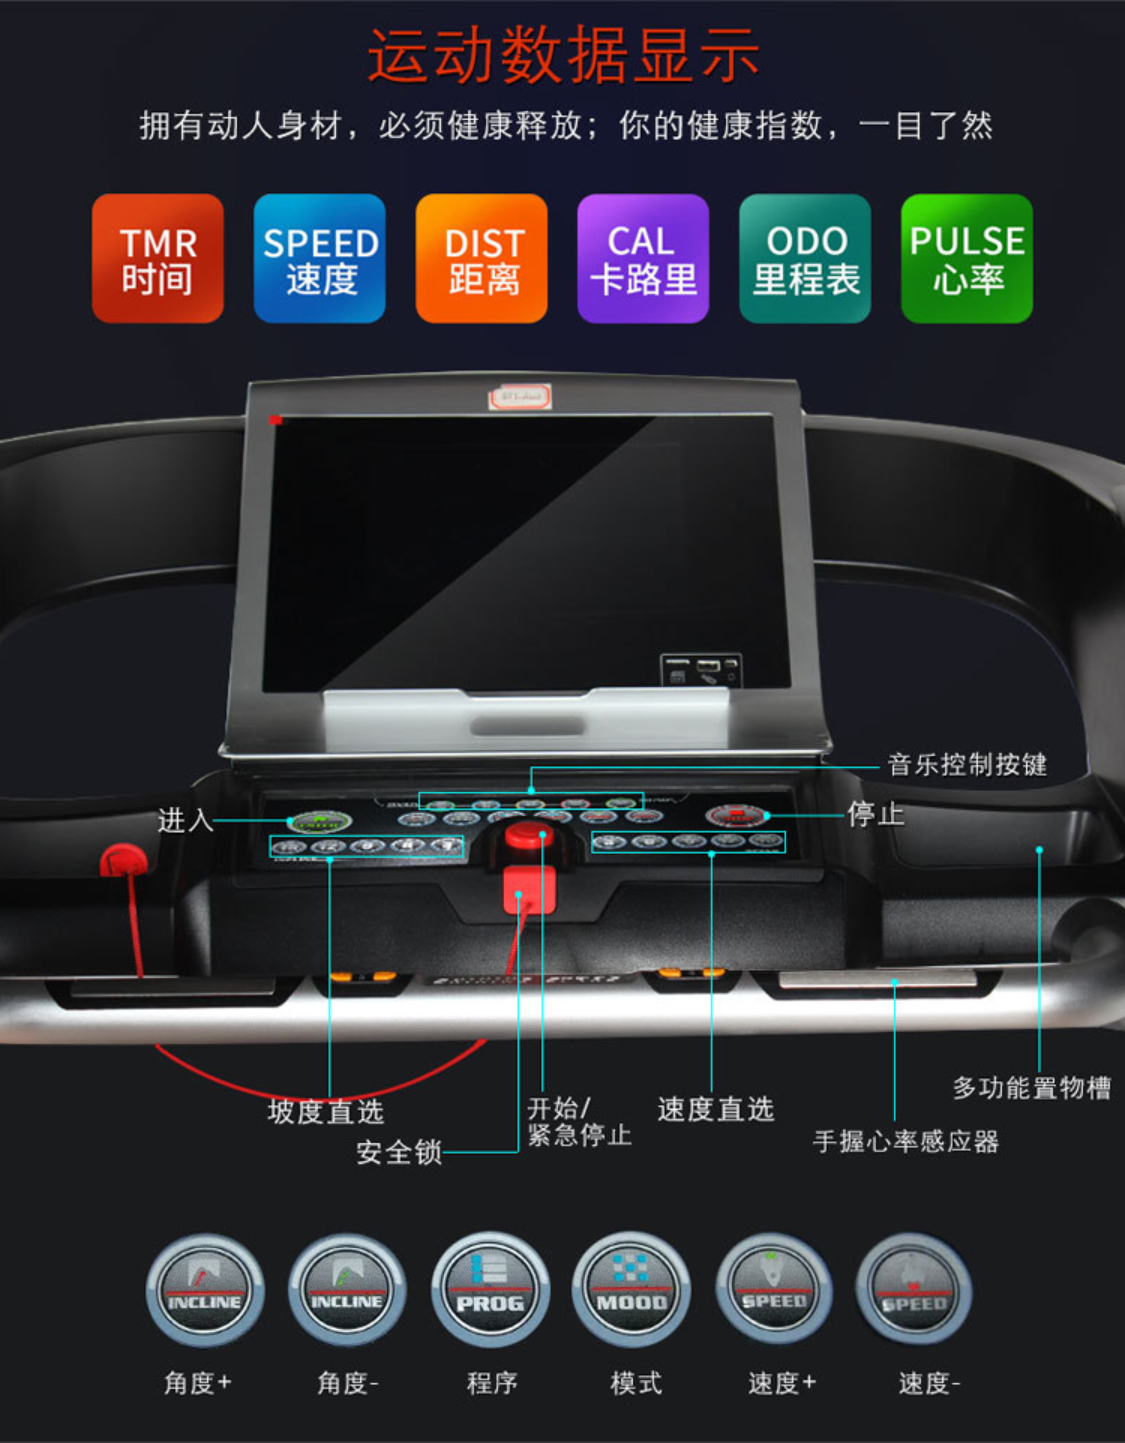 运动数据显示
拥有动人身材，必须健康释放；你的健康指数，一目了然
TMR
时间
SPEED
速度
DIST
距离
CAL
卡路里
ODO
里程表
PULSE
心率
音乐控制按键
进入
停止
坡度直选
安全锁
开始/
紧急停止
速度直选
手握心率感应器
多功能置物槽
INCLINE
INCLINE
PROG
MOOD
SPEED
SPEED
角度+
角度-
程序
模式
速度+
速度-